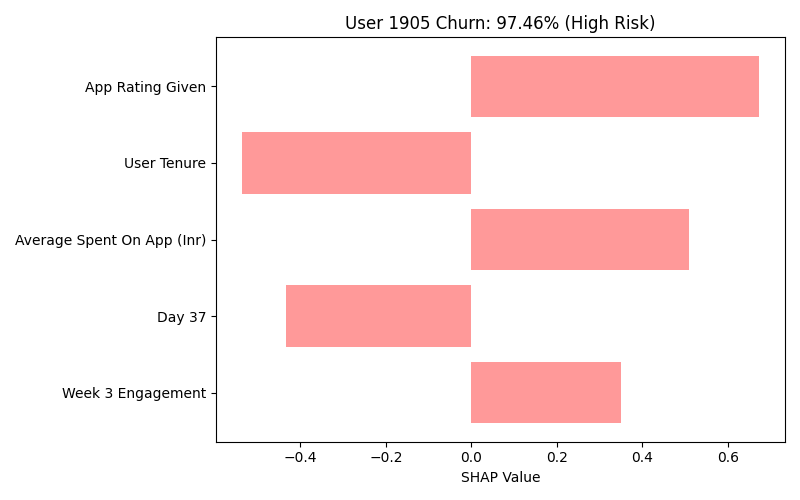 User 1905 Churn: 97.46% (High Risk)
App Rating Given
User Tenure
Average Spent On App (Inr)
Day 37
Week 3 Engagement
−0.4 −0.2 0.0 0.2 0.4 0.6
SHAP Value